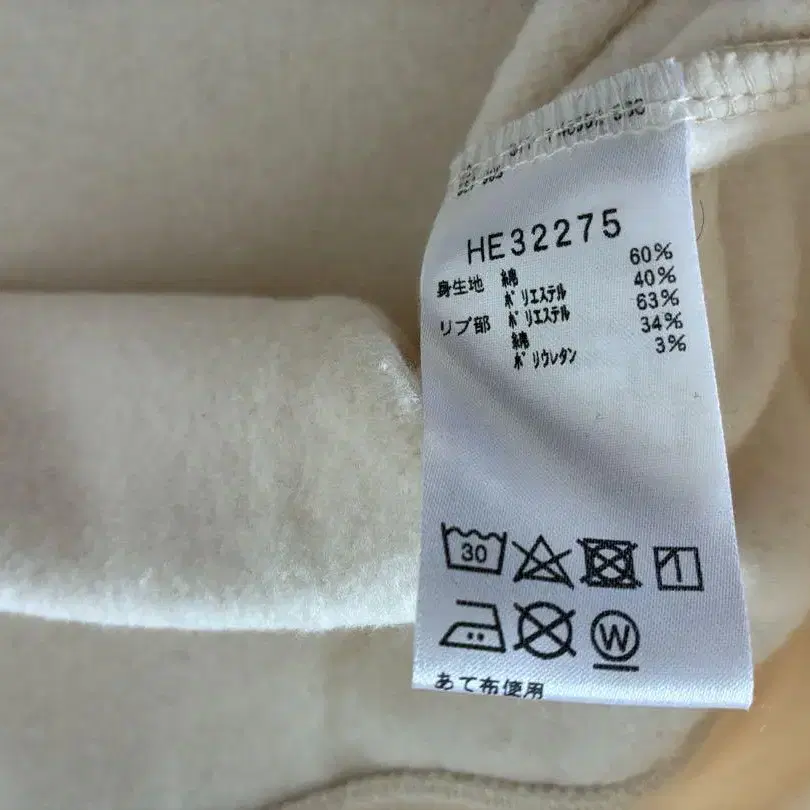 HE32275
身生地 綿 60%
ポリエステル 40%
リブ部 ポリエステル 63%
綿 34%
ポリウレタン 3%
30
W
あて布使用